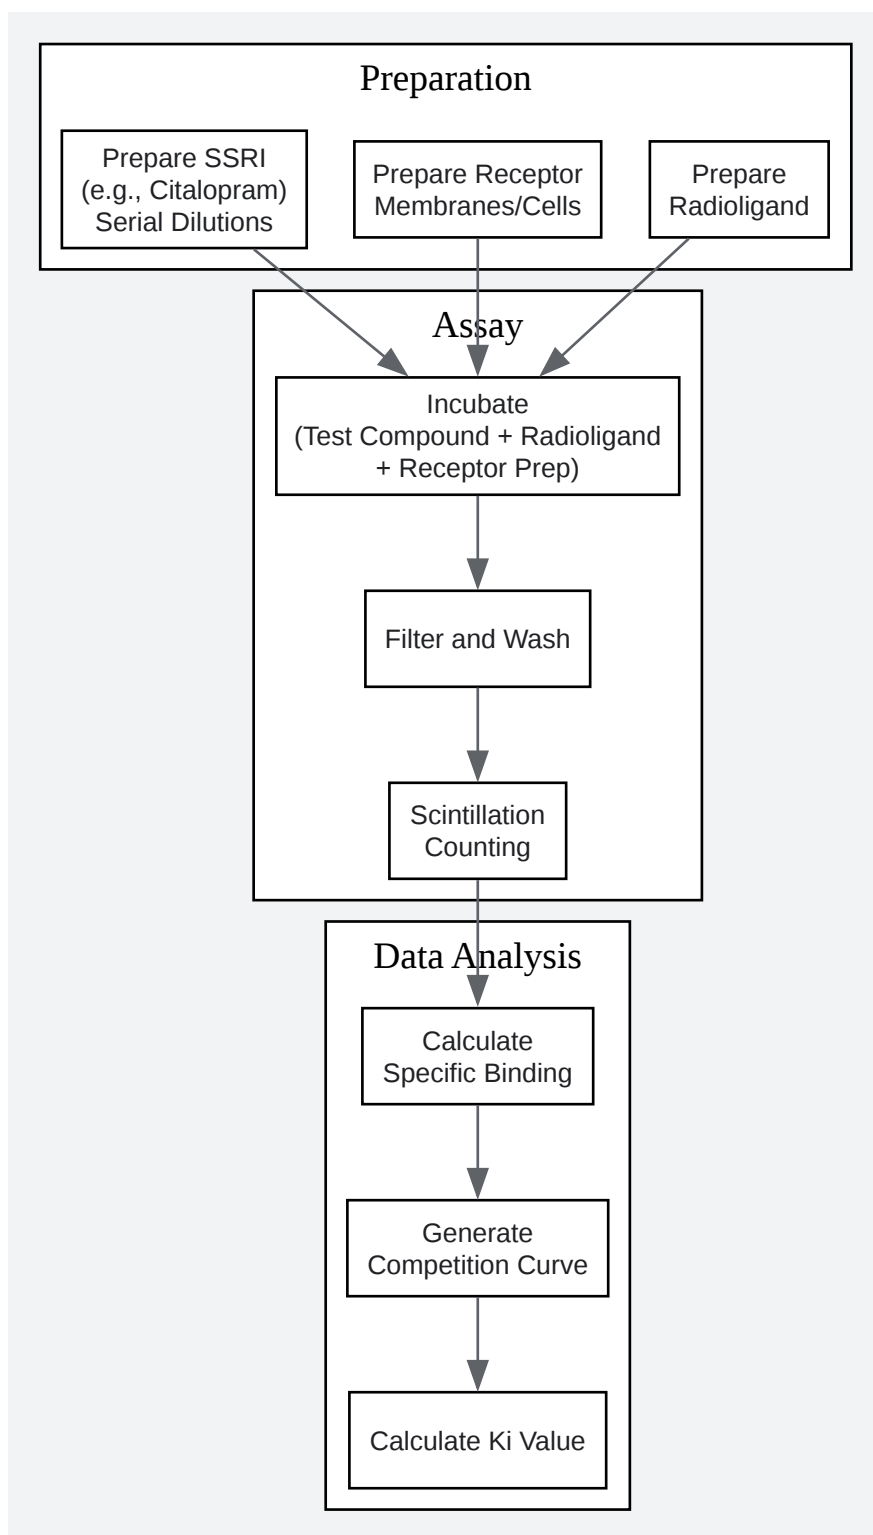 Preparation
Prepare SSRI
(e.g., Citalopram)
Serial Dilutions
Prepare Receptor
Membranes/Cells
Prepare
Radioligand
Assay
Incubate
(Test Compound + Radioligand
+ Receptor Prep)
Filter and Wash
Scintillation
Counting
Data Analysis
Calculate
Specific Binding
Generate
Competition Curve
Calculate Ki Value